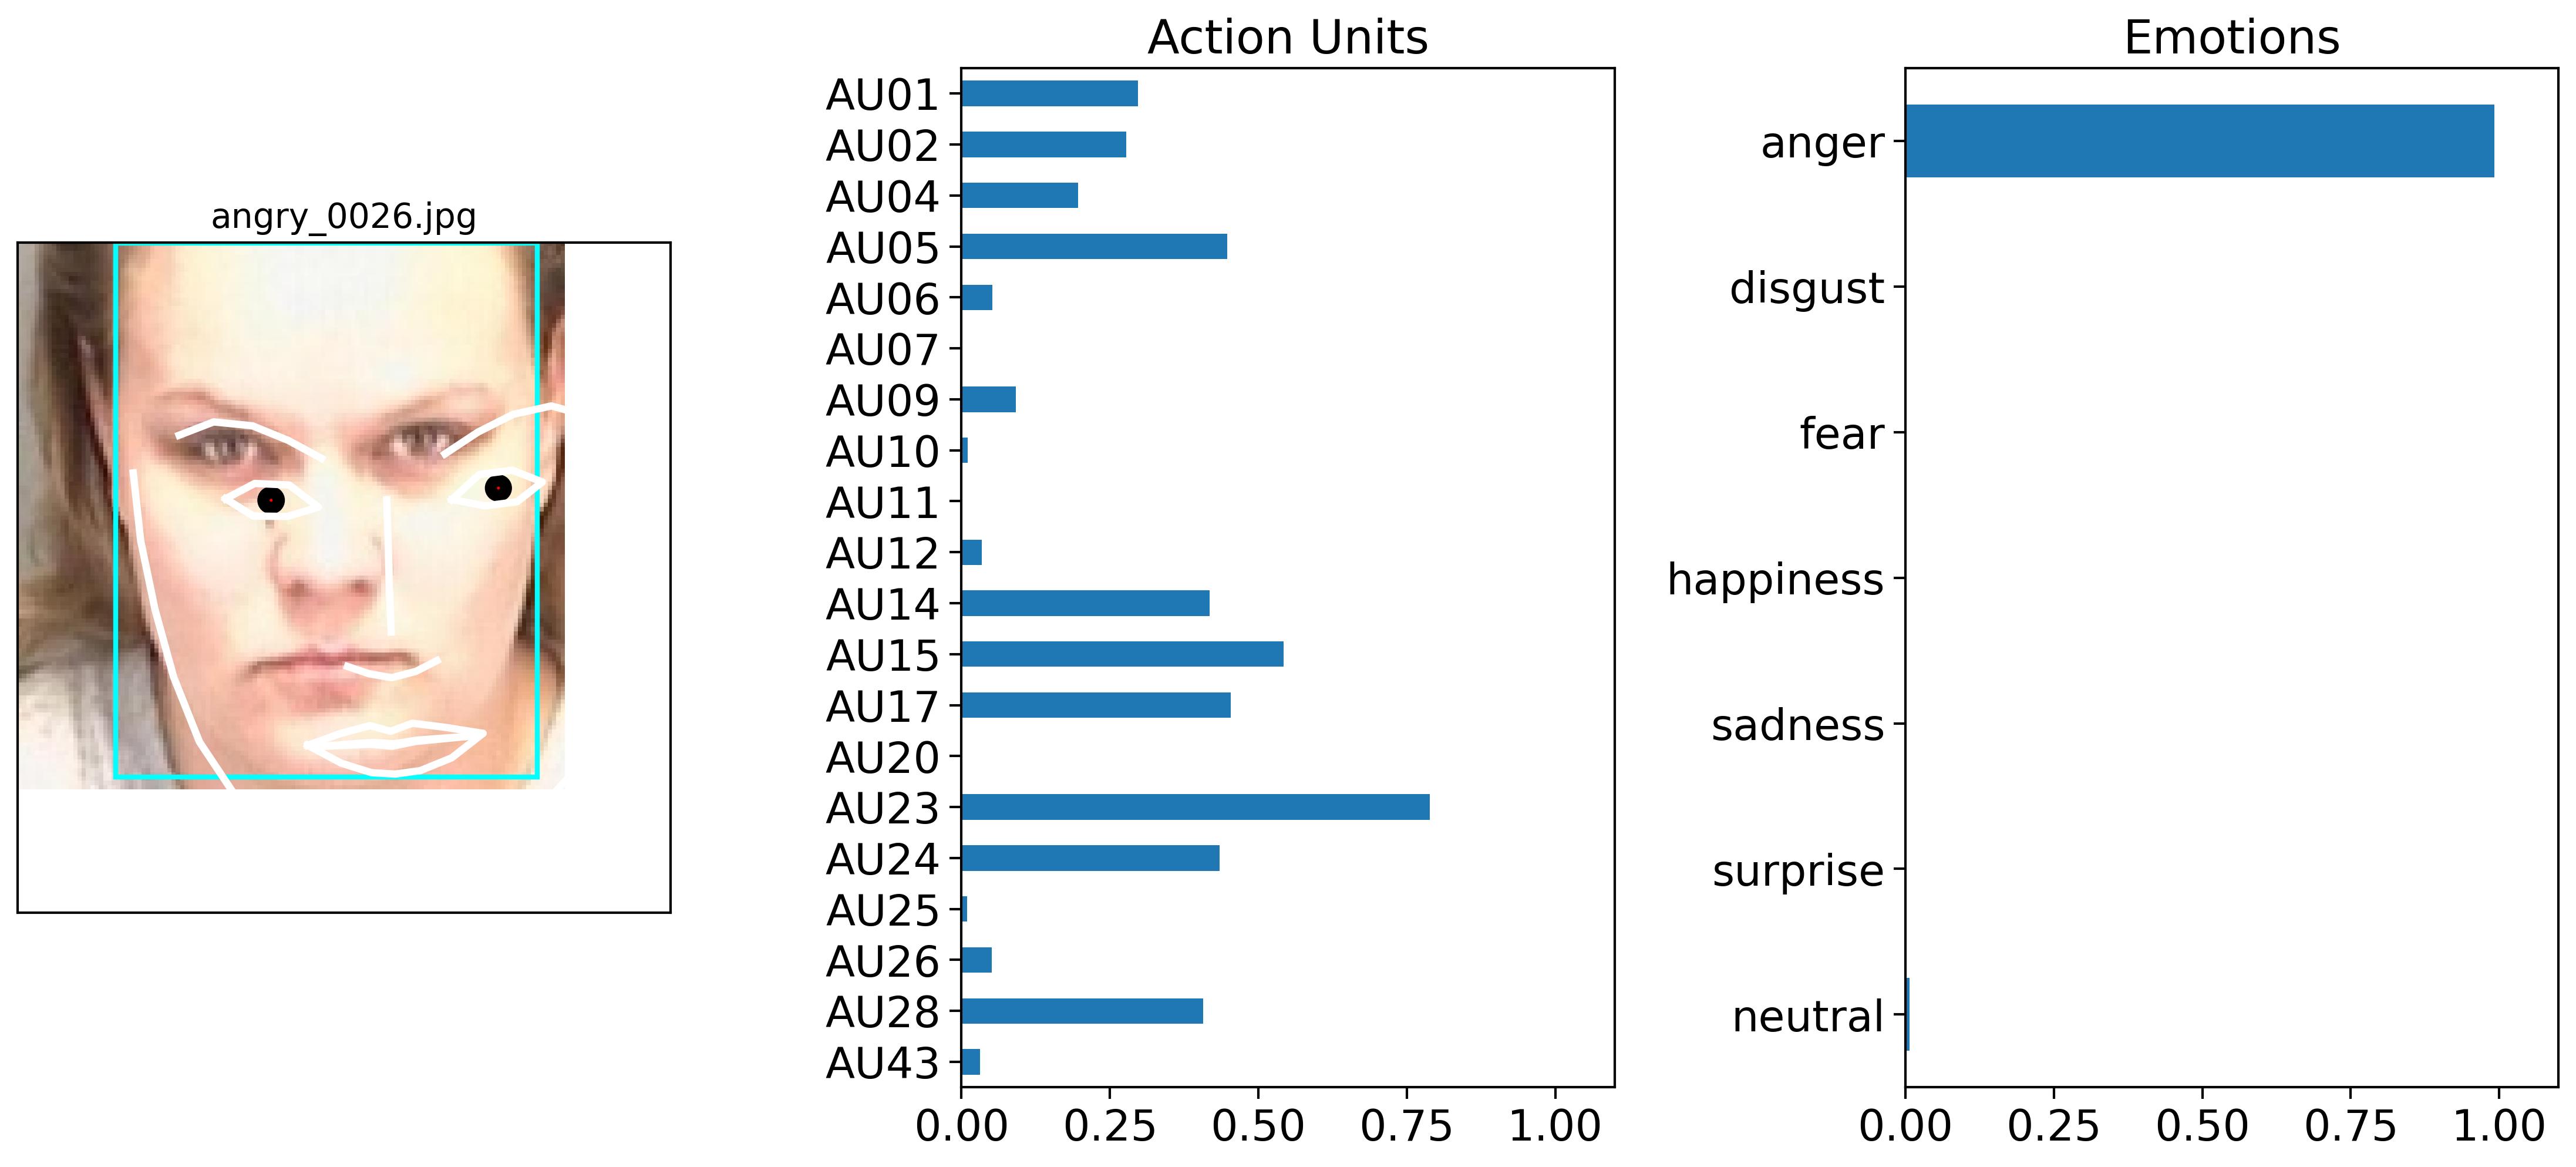 angry_0026.jpg
Action Units
AU01
AU02
AU04
AU05
AU06
AU07
AU09
AU10
AU11
AU12
AU14
AU15
AU17
AU20
AU23
AU24
AU25
AU26
AU28
AU43
0.00 0.25 0.50 0.75 1.00
Emotions
anger
disgust
fear
happiness
sadness
surprise
neutral
0.00 0.25 0.50 0.75 1.00